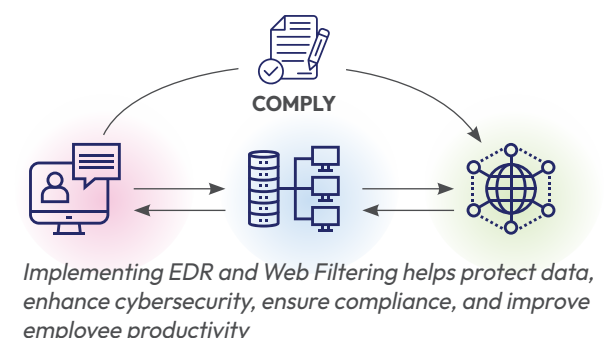 COMPLY
Implementing EDR and Web Filtering helps protect data,
enhance cybersecurity, ensure compliance, and improve
employee productivity